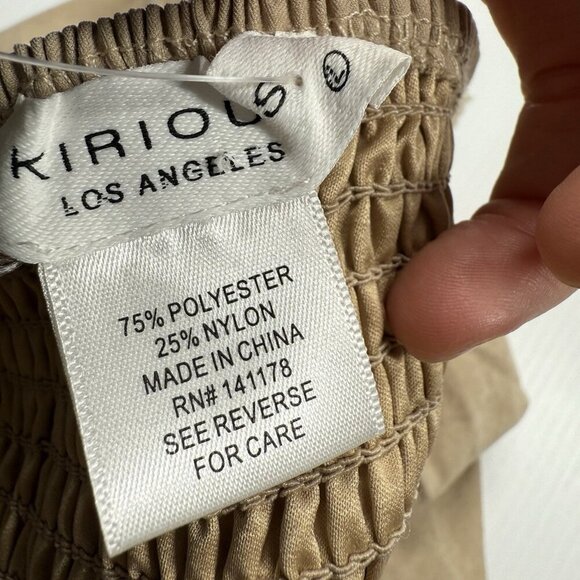 KIRIOUS
LOS ANGELES
S
75% POLYESTER
25% NYLON
MADE IN CHINA
RN# 141178
SEE REVERSE
FOR CARE